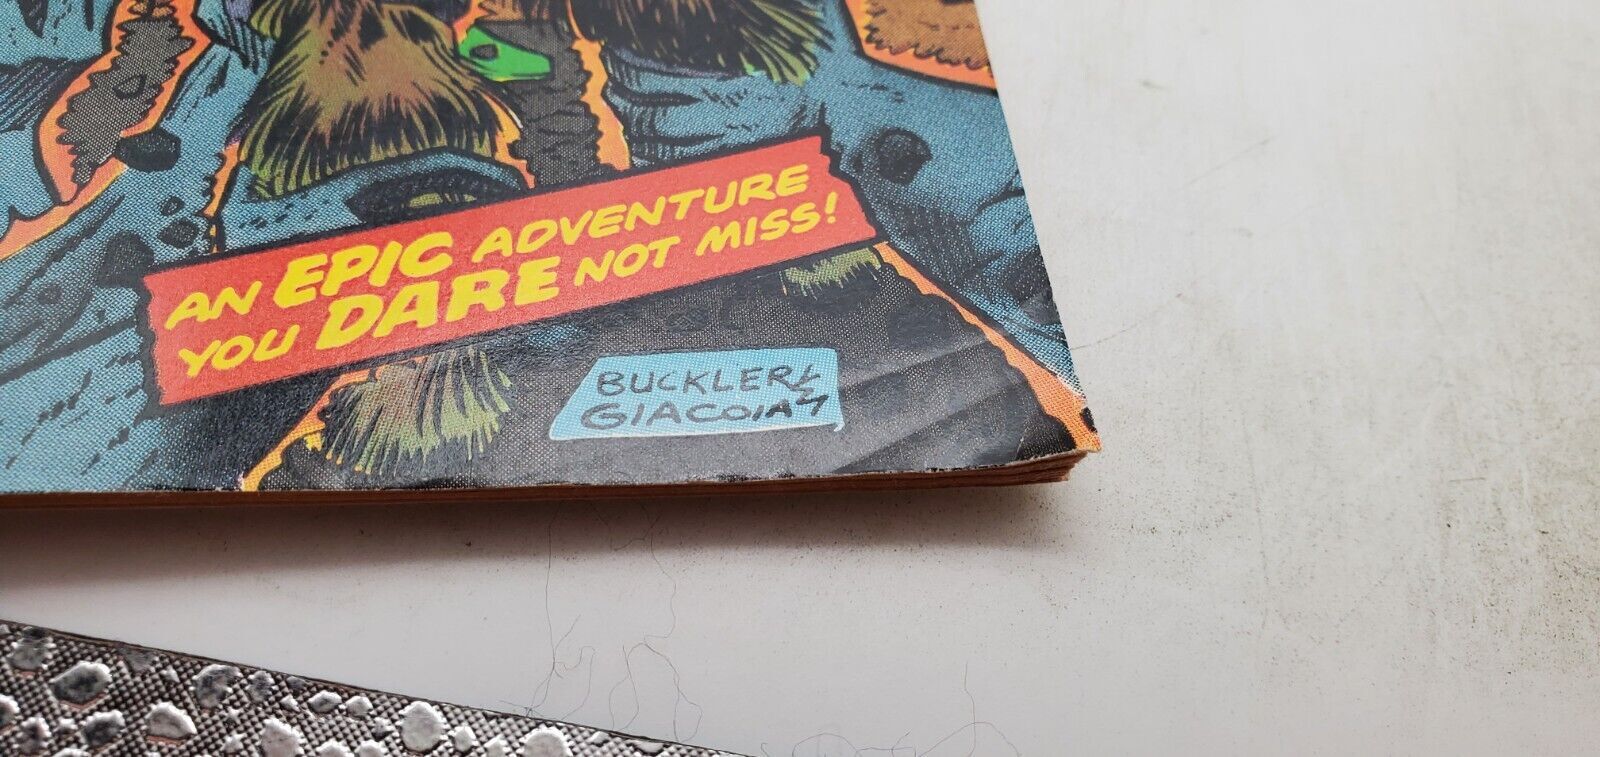 AN EPIC ADVENTURE
YOU DARE NOT MISS!
BUCKLER &
GIACOIA